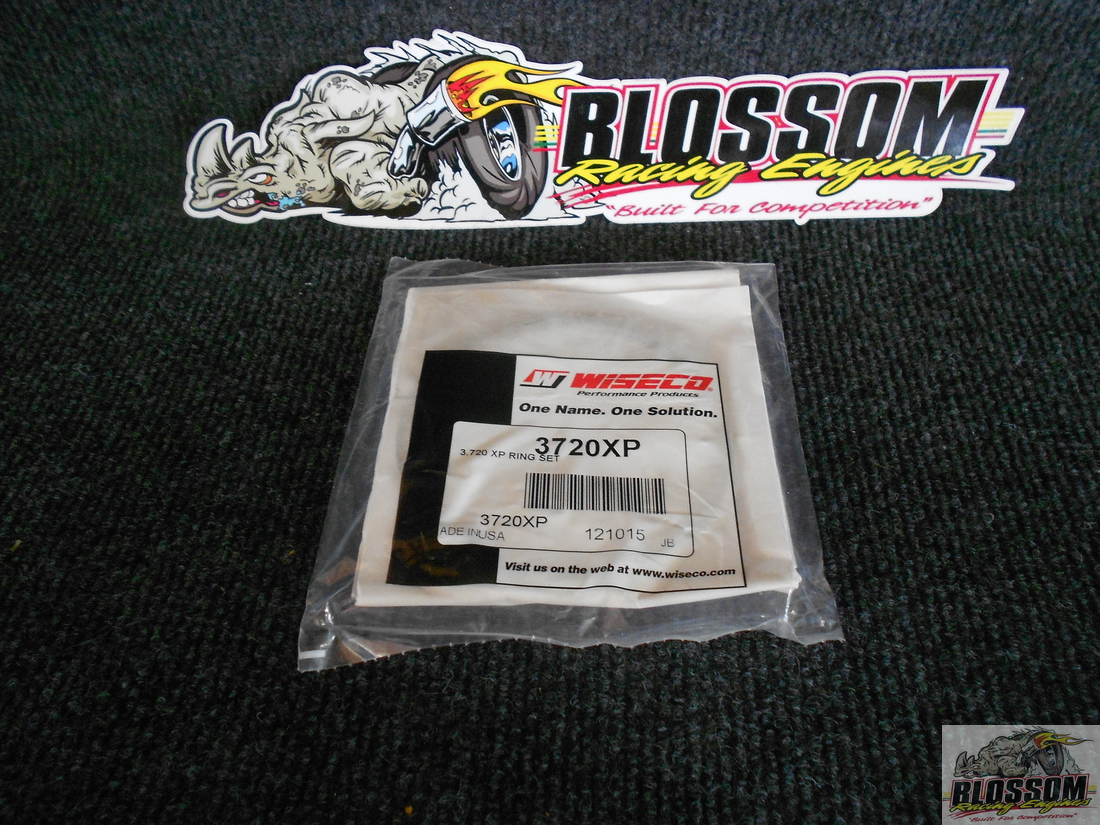 BLOSSOM
Racing Engines
"Built For Competition"
W WISECO®
Performance Products
One Name. One Solution.
3720XP
3.720 XP RING SET
3720XP
ADE IN USA 121015 JB
Visit us on the web at www.wiseco.com
BLOSSOM
Racing Engines
"Built For Competition"